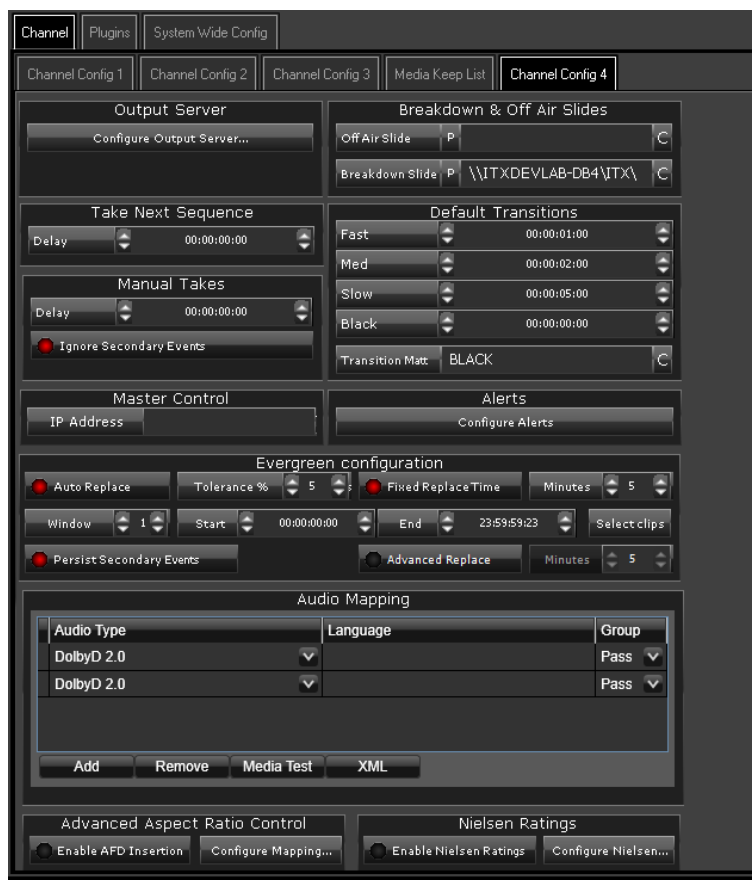 Channel Plugins System Wide Config
Channel Config 1 Channel Config 2 Channel Config 3 Media Keep List Channel Config 4
Output Server
Configure Output Server...
Breakdown & Off Air Slides
Off Air Slide P C
Breakdown Slide P \\ITXDEVLAB-DB4\ITX\ C
Take Next Sequence
Delay 00:00:00:00
Default Transitions
Fast 00:00:01:00
Med 00:00:02:00
Slow 00:00:05:00
Black 00:00:00:00
Transition Matt BLACK C
Manual Takes
Delay 00:00:00:00
Ignore Secondary Events
Master Control
IP Address
Alerts
Configure Alerts
Evergreen configuration
Auto Replace Tolerance % 5 Fixed Replace Time Minutes 5
Window 1 Start 00:00:00:00 End 23:59:59:23 Select clips
Persist Secondary Events Advanced Replace Minutes 5
Audio Mapping
Audio Type Language Group
DolbyD 2.0 Pass
DolbyD 2.0 Pass
Add Remove Media Test XML
Advanced Aspect Ratio Control
Enable AFD Insertion Configure Mapping...
Nielsen Ratings
Enable Nielsen Ratings Configure Nielsen...